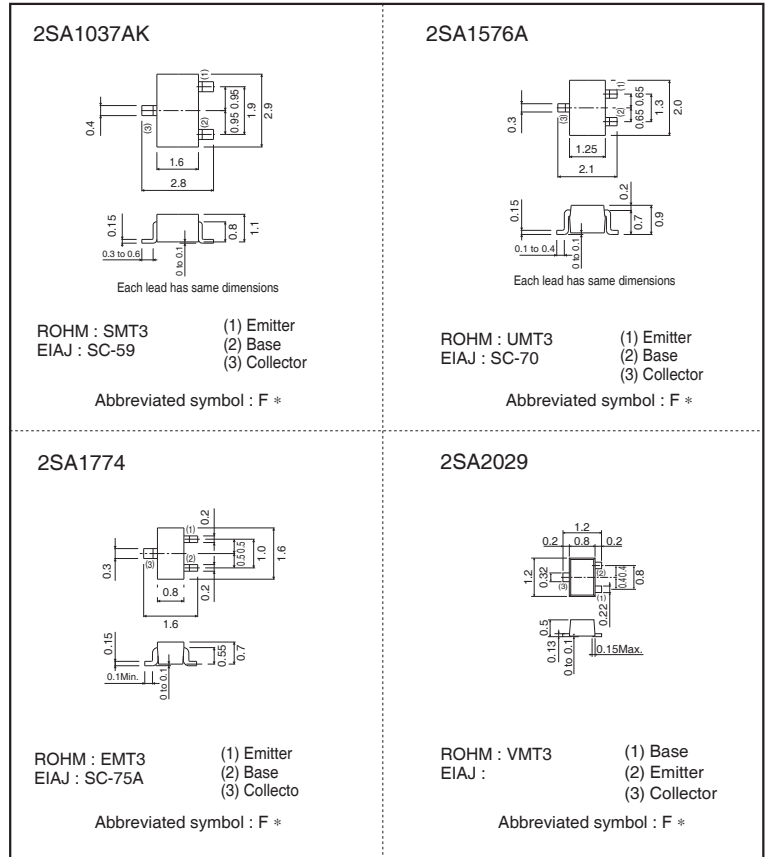 2SA1037AK
(1)
0.95 0.95
1.9
2.9
0.4
(3)
(2)
1.6
2.8
0.15
0.8
1.1
0.3 to 0.6
0 to 0.1
Each lead has same dimensions
ROHM : SMT3
EIAJ : SC-59
(1) Emitter
(2) Base
(3) Collector
Abbreviated symbol : F *
2SA1576A
(1)
0.65 0.65
1.3
2.0
0.3
(3)
(2)
1.25
2.1
0.2
0.15
0.7
0.9
0.1 to 0.4
0 to 0.1
Each lead has same dimensions
ROHM : UMT3
EIAJ : SC-70
(1) Emitter
(2) Base
(3) Collector
Abbreviated symbol : F *
2SA1774
0.2
(1)
0.5 0.5
1.0
1.6
0.3
(3)
(2)
0.8
0.2
1.6
0.15
0.55
0.7
0.1Min.
0 to 0.1
ROHM : EMT3
EIAJ : SC-75A
(1) Emitter
(2) Base
(3) Collecto
Abbreviated symbol : F *
2SA2029
1.2
0.2
0.8
0.2
1.2
0.32
(3)
(2)
(1)
0.4 0.4
0.8
0.22
0.5
0.13
0 to 0.1
0.15Max.
ROHM : VMT3
EIAJ :
(1) Base
(2) Emitter
(3) Collector
Abbreviated symbol : F *